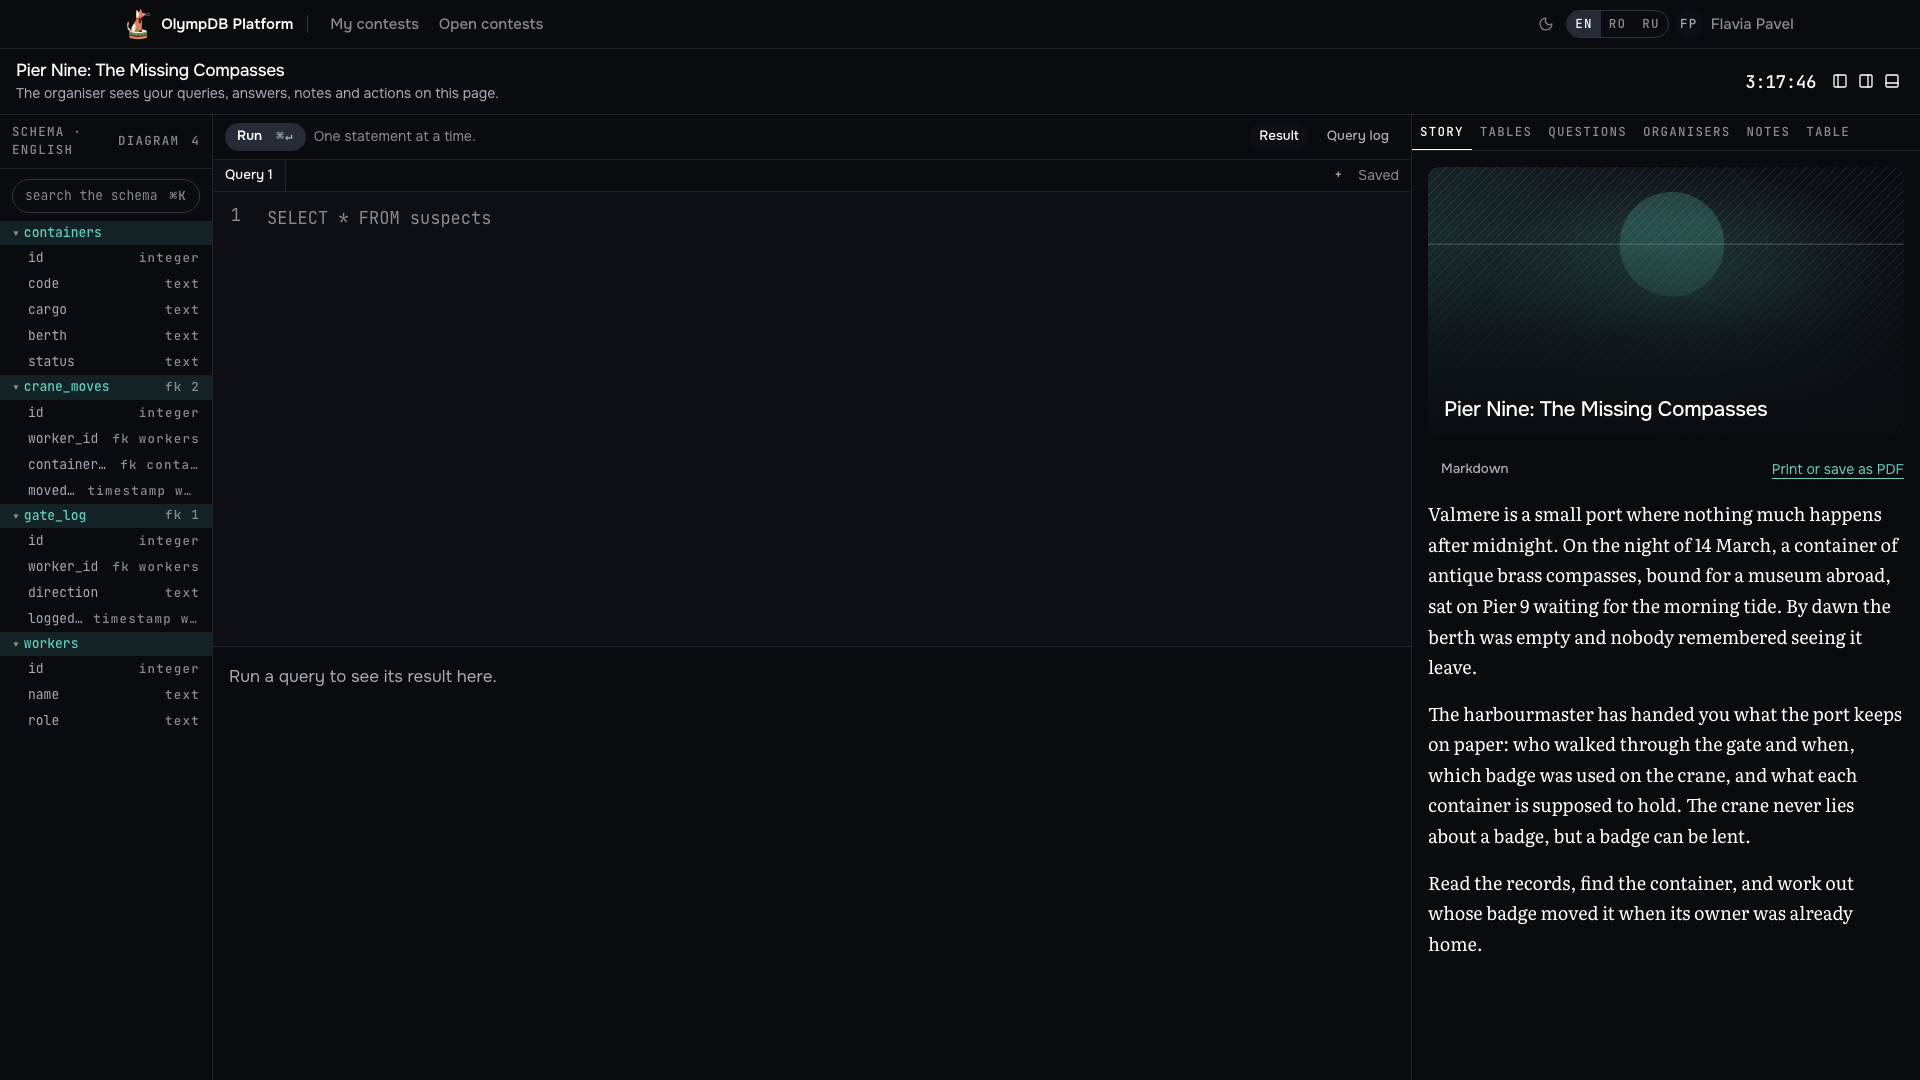 OlympDB Platform
My contests
Open contests
EN RO RU
FP
Flavia Pavel
Pier Nine: The Missing Compasses
The organiser sees your queries, answers, notes and actions on this page.
3:17:46
SCHEMA ·
ENGLISH
DIAGRAM 4
search the schema ⌘K
▾ containers
id integer
code text
cargo text
berth text
status text
▾ crane_moves fk 2
id integer
worker_id fk workers
container… fk conta…
moved… timestamp w…
▾ gate_log fk 1
id integer
worker_id fk workers
direction text
logged… timestamp w…
▾ workers
id integer
name text
role text
Run ⌘↵
One statement at a time.
Result
Query log
Query 1
+
Saved
1 SELECT * FROM suspects
Run a query to see its result here.
STORY TABLES QUESTIONS ORGANISERS NOTES TABLE
Pier Nine: The Missing Compasses
Markdown
Print or save as PDF
Valmere is a small port where nothing much happens
after midnight. On the night of 14 March, a container of
antique brass compasses, bound for a museum abroad,
sat on Pier 9 waiting for the morning tide. By dawn the
berth was empty and nobody remembered seeing it
leave.
The harbourmaster has handed you what the port keeps
on paper: who walked through the gate and when,
which badge was used on the crane, and what each
container is supposed to hold. The crane never lies
about a badge, but a badge can be lent.
Read the records, find the container, and work out
whose badge moved it when its owner was already
home.